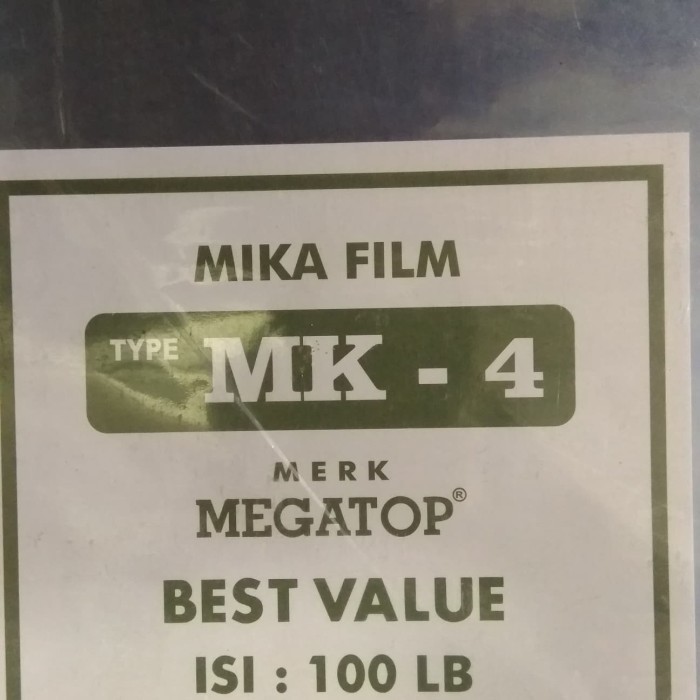 MIKA FILM
TYPE MK - 4
MERK
MEGATOP®
BEST VALUE
ISI : 100 LB